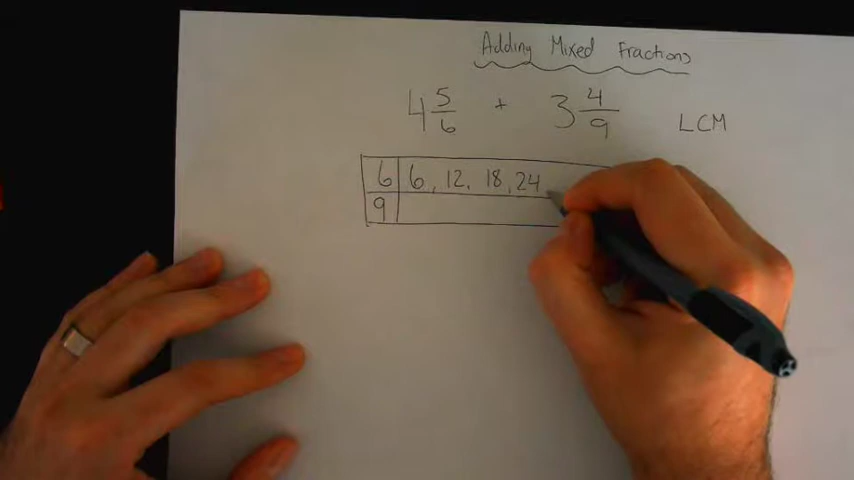 Adding Mixed Fractions
4 5/6 + 3 4/9 LCM
6 6, 12, 18, 24
9